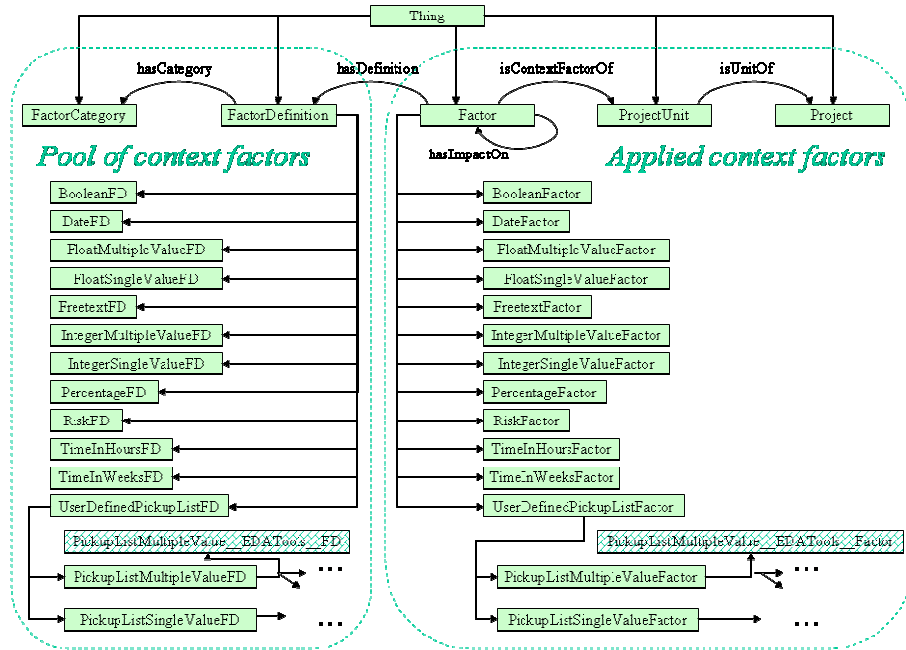 Thing
hasCategory
hasDefinition
isContextFactorOf
isUnitOf
FactorCategory
FactorDefinition
Factor
ProjectUnit
Project
hasImpactOn
Pool of context factors
Applied context factors
BooleanFD
BooleanFactor
DateFD
DateFactor
FloatMultipleValueFD
FloatMultipleValueFactor
FloatSingleValueFD
FloatSingleValueFactor
FreetextFD
FreetextFactor
IntegerMultipleValueFD
IntegerMultipleValueFactor
IntegerSingleValueFD
IntegerSingleValueFactor
PercentageFD
PercentageFactor
RiskFD
RiskFactor
TimeInHoursFD
TimeInHoursFactor
TimeInWeeksFD
TimeInWeeksFactor
UserDefinedPickupListFD
UserDefinedPickupListFactor
PickupListMultipleValue__EDATools__FD
PickupListMultipleValue__EDATools__Factor
PickupListMultipleValueFD
...
PickupListMultipleValueFactor
...
PickupListSingleValueFD
...
PickupListSingleValueFactor
...